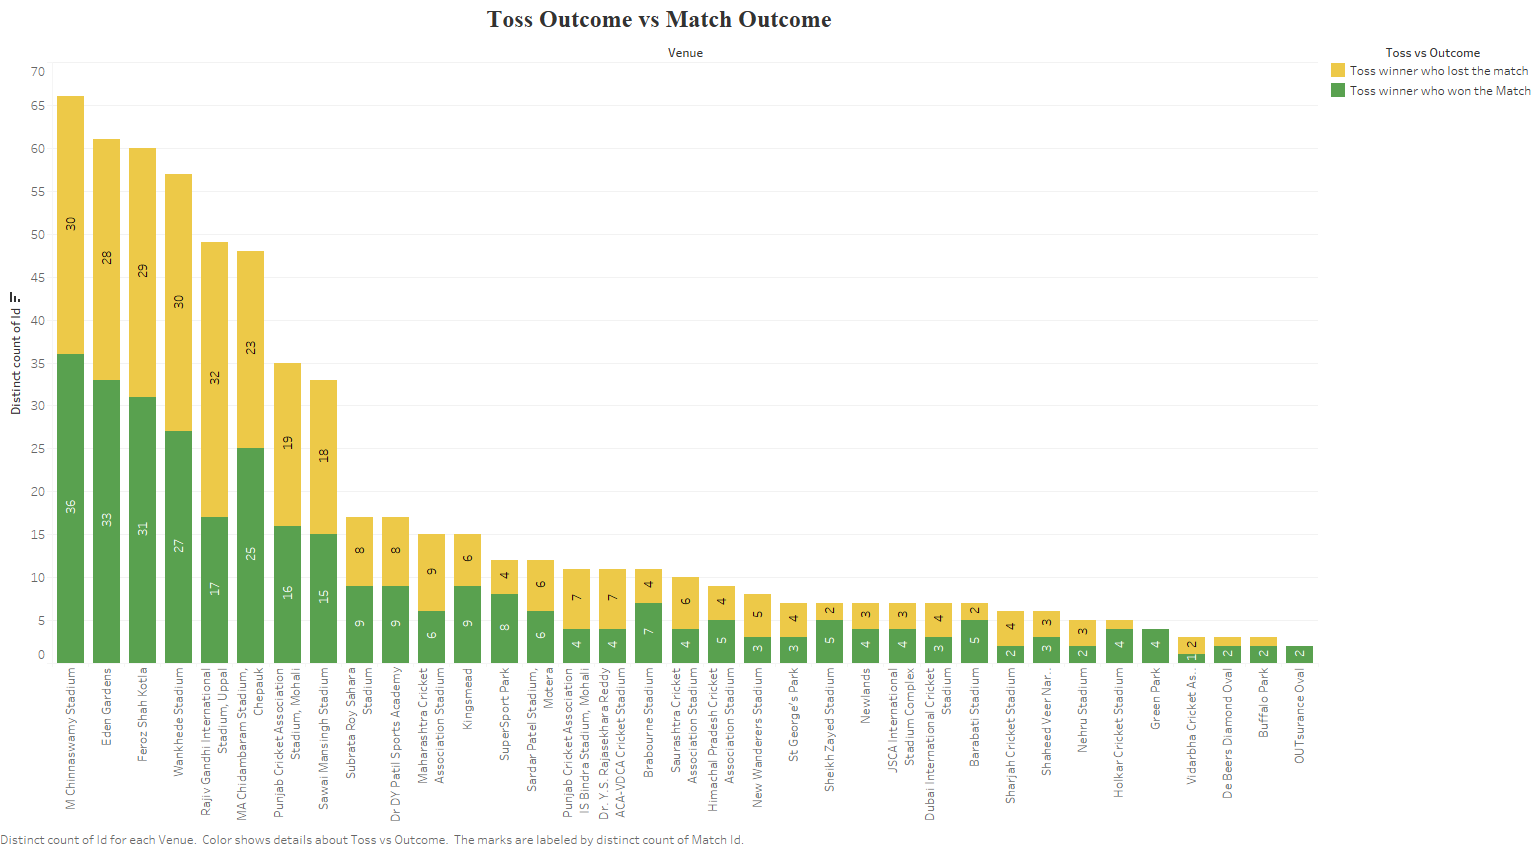 Toss Outcome vs Match Outcome
Venue
Toss vs Outcome
Toss winner who lost the match
Toss winner who won the Match
Distinct count of Id
70
65
60
55
50
45
40
35
30
25
20
15
10
5
0
30
28
29
30
32
23
19
18
8
8
9
6
4
6
7
7
4
6
4
5
4
2
3
3
4
2
4
3
3
2
36
33
31
27
17
25
16
15
9
9
6
9
8
6
4
4
7
4
5
3
3
5
4
4
3
5
2
3
2
4
4
1
2
2
2
M Chinnaswamy Stadium
Eden Gardens
Feroz Shah Kotla
Wankhede Stadium
Rajiv Gandhi International
Stadium, Uppal
MA Chidambaram Stadium,
Chepauk
Punjab Cricket Association
Stadium, Mohali
Sawai Mansingh Stadium
Subrata Roy Sahara
Stadium
Dr DY Patil Sports Academy
Maharashtra Cricket
Association Stadium
Kingsmead
SuperSport Park
Sardar Patel Stadium,
Motera
Punjab Cricket Association
IS Bindra Stadium, Mohali
Dr. Y.S. Rajasekhara Reddy
ACA-VDCA Cricket Stadium
Brabourne Stadium
Saurashtra Cricket
Association Stadium
Himachal Pradesh Cricket
Association Stadium
New Wanderers Stadium
St George's Park
Sheikh Zayed Stadium
Newlands
JSCA International
Stadium Complex
Dubai International Cricket
Stadium
Barabati Stadium
Sharjah Cricket Stadium
Shaheed Veer Nar..
Nehru Stadium
Holkar Cricket Stadium
Green Park
Vidarbha Cricket As..
De Beers Diamond Oval
Buffalo Park
OUTsurance Oval
Distinct count of Id for each Venue. Color shows details about Toss vs Outcome. The marks are labeled by distinct count of Match Id.